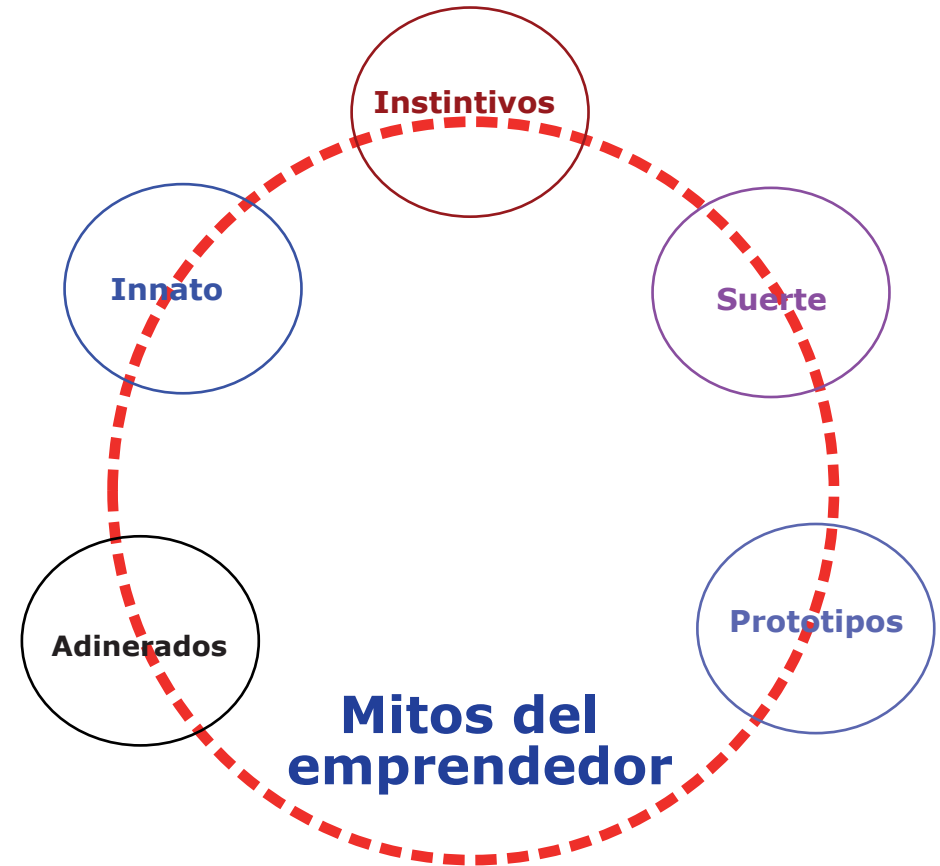 Instintivos
Innato
Suerte
Prototipos
Adinerados
Mitos del
emprendedor